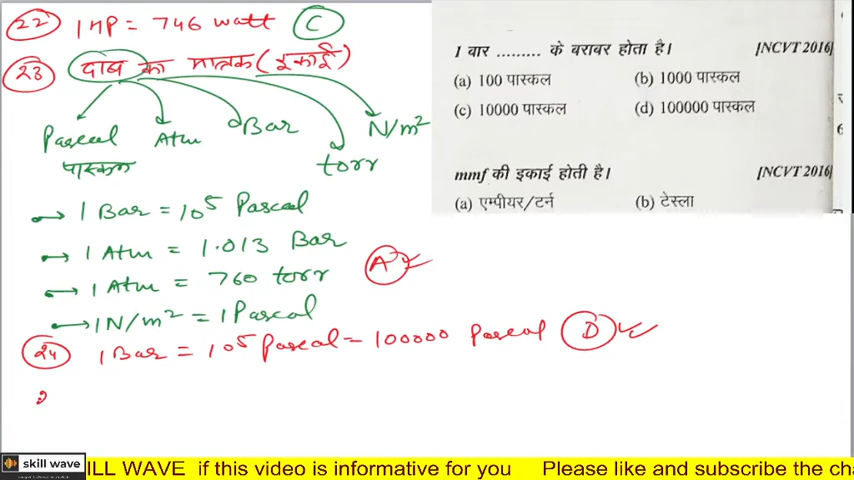 22 1 HP = 746 watt C
23 दाब का मात्रक (इकाई)
Pascal Atm Bar torr N/m²
पास्कल
→ 1 Bar = 10⁵ Pascal
→ 1 Atm = 1.013 Bar
→ 1 Atm = 760 torr A
→ 1 N/m² = 1 Pascal
24 1 Bar = 10⁵ Pascal = 100000 Pascal D
1 बार ......... के बराबर होता है। [NCVT 2016]
(a) 100 पास्कल (b) 1000 पास्कल
(c) 10000 पास्कल (d) 100000 पास्कल
mmf की इकाई होती है। [NCVT 2016]
(a) एम्पीयर/टर्न (b) टेस्ला
skill wave ILL WAVE if this video is informative for you Please like and subscribe the cha